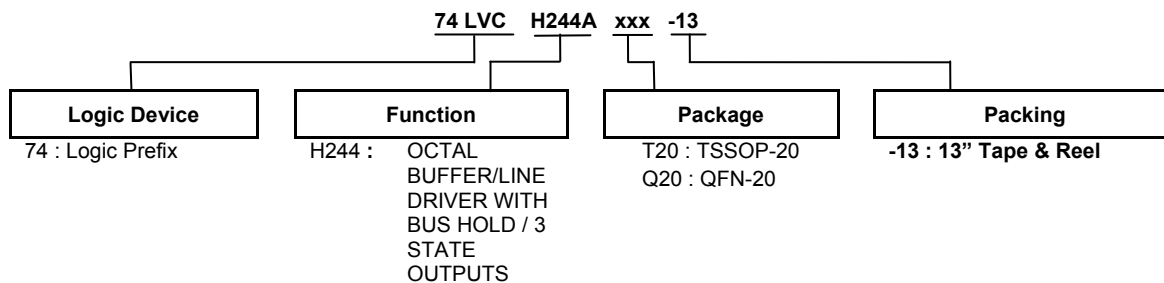 74 LVC H244A xxx -13
Logic Device Function Package Packing
74 : Logic Prefix
H244 : OCTAL
BUFFER/LINE
DRIVER WITH
BUS HOLD / 3
STATE
OUTPUTS
T20 : TSSOP-20
Q20 : QFN-20
-13 : 13” Tape & Reel